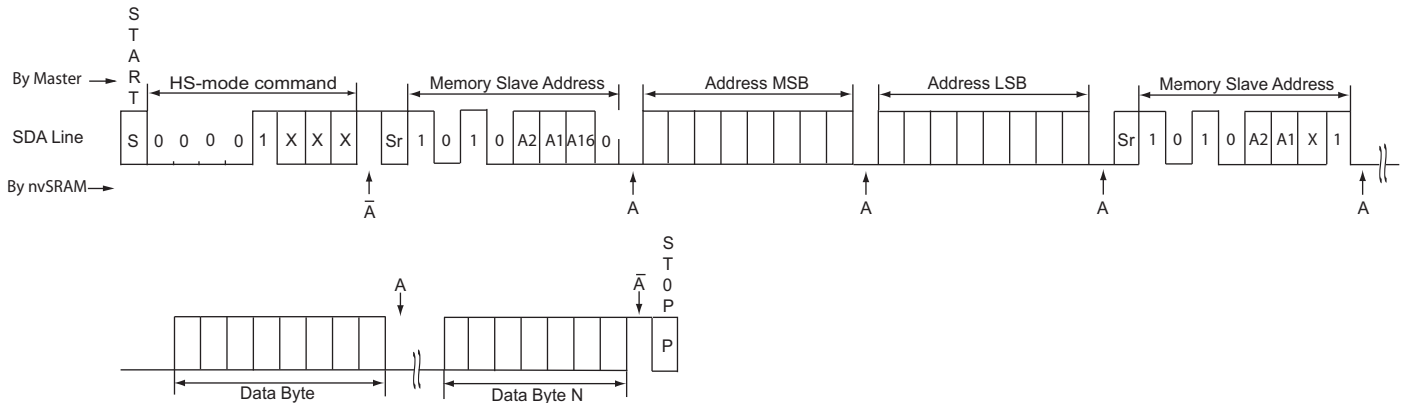 START
By Master
HS-mode command
Memory Slave Address
Address MSB
Address LSB
Memory Slave Address
SDA Line
S 0 0 0 0 1 X X X Sr 1 0 1 0 A2 A1 A16 0 Sr 1 0 1 0 A2 A1 X 1
By nvSRAM
A̅ A A A A
ST0P
A A̅
P
Data Byte
Data Byte N